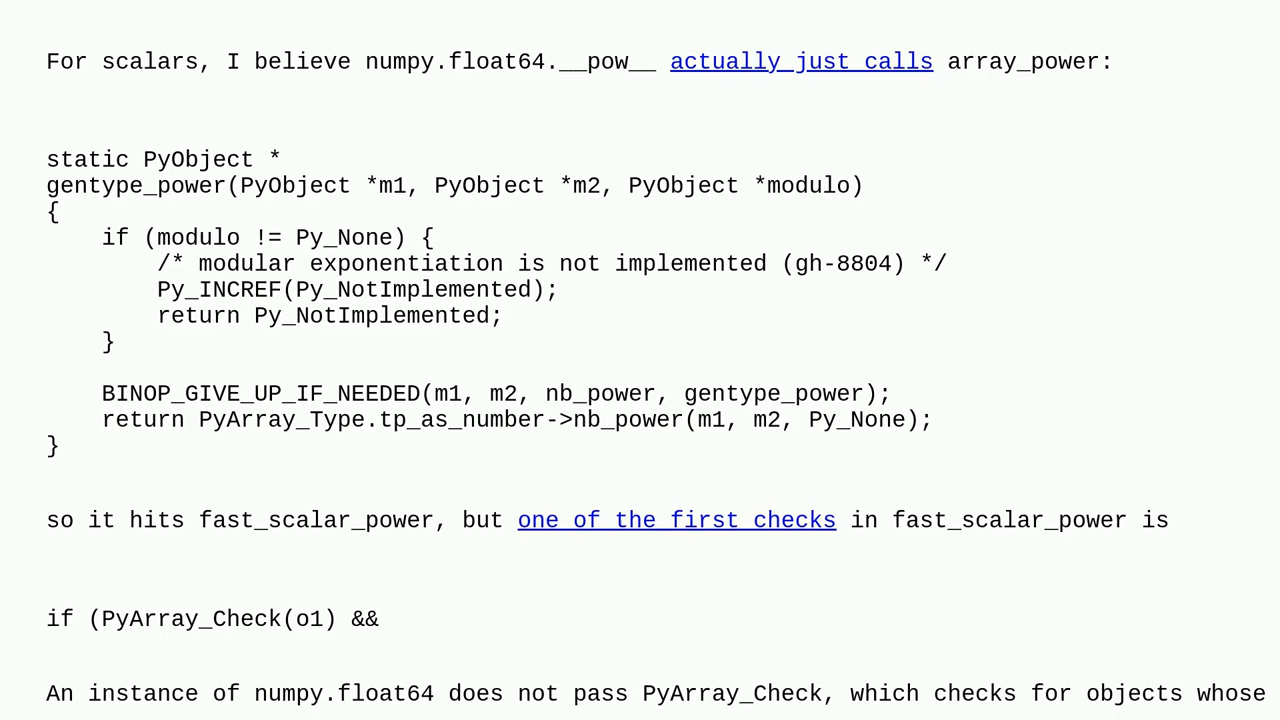 For scalars, I believe numpy.float64.__pow__ actually just calls array_power:
static PyObject *
gentype_power(PyObject *m1, PyObject *m2, PyObject *modulo)
{
    if (modulo != Py_None) {
        /* modular exponentiation is not implemented (gh-8804) */
        Py_INCREF(Py_NotImplemented);
        return Py_NotImplemented;
    }
    BINOP_GIVE_UP_IF_NEEDED(m1, m2, nb_power, gentype_power);
    return PyArray_Type.tp_as_number->nb_power(m1, m2, Py_None);
}
so it hits fast_scalar_power, but one of the first checks in fast_scalar_power is
if (PyArray_Check(o1) &&
An instance of numpy.float64 does not pass PyArray_Check, which checks for objects whose